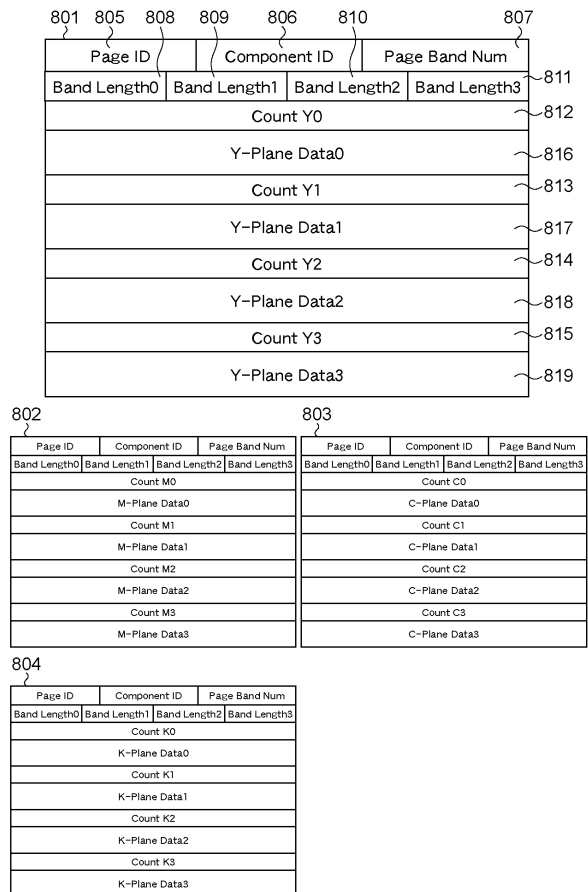 801 805 808 809 806 810 807
Page ID Component ID Page Band Num
Band Length0 Band Length1 Band Length2 Band Length3 811
Count Y0 812
Y-Plane Data0 816
Count Y1 813
Y-Plane Data1 817
Count Y2 814
Y-Plane Data2 818
Count Y3 815
Y-Plane Data3 819
802
Page ID Component ID Page Band Num
Band Length0 Band Length1 Band Length2 Band Length3
Count M0
M-Plane Data0
Count M1
M-Plane Data1
Count M2
M-Plane Data2
Count M3
M-Plane Data3
803
Page ID Component ID Page Band Num
Band Length0 Band Length1 Band Length2 Band Length3
Count C0
C-Plane Data0
Count C1
C-Plane Data1
Count C2
C-Plane Data2
Count C3
C-Plane Data3
804
Page ID Component ID Page Band Num
Band Length0 Band Length1 Band Length2 Band Length3
Count K0
K-Plane Data0
Count K1
K-Plane Data1
Count K2
K-Plane Data2
Count K3
K-Plane Data3